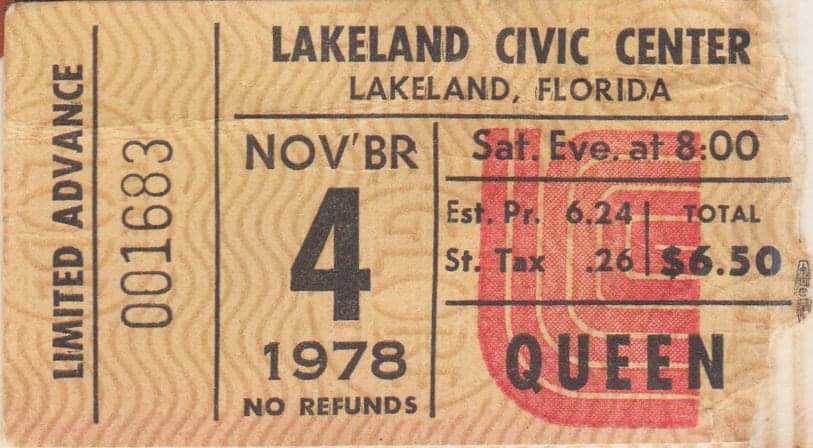 LIMITED ADVANCE
001683
LAKELAND CIVIC CENTER
LAKELAND, FLORIDA
NOV'BR
4
1978
NO REFUNDS
Sat. Eve. at 8:00
Est. Pr. 6.24
St. Tax .26
TOTAL
$6.50
QUEEN